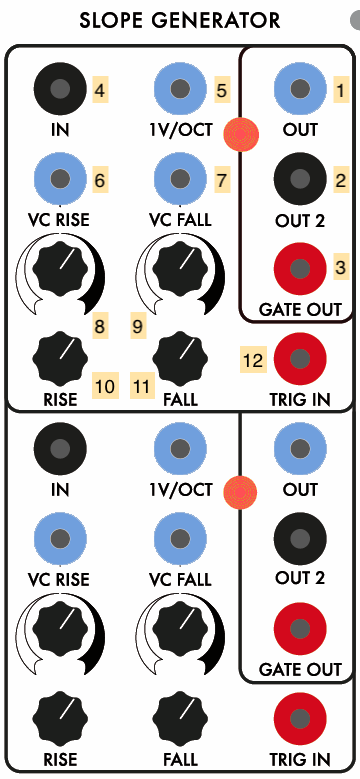 SLOPE GENERATOR
4 5 1
IN 1V/OCT OUT
6 7 2
VC RISE VC FALL OUT 2
3
GATE OUT
8 9
12
10 11
RISE FALL TRIG IN
IN 1V/OCT OUT
VC RISE VC FALL OUT 2
GATE OUT
RISE FALL TRIG IN